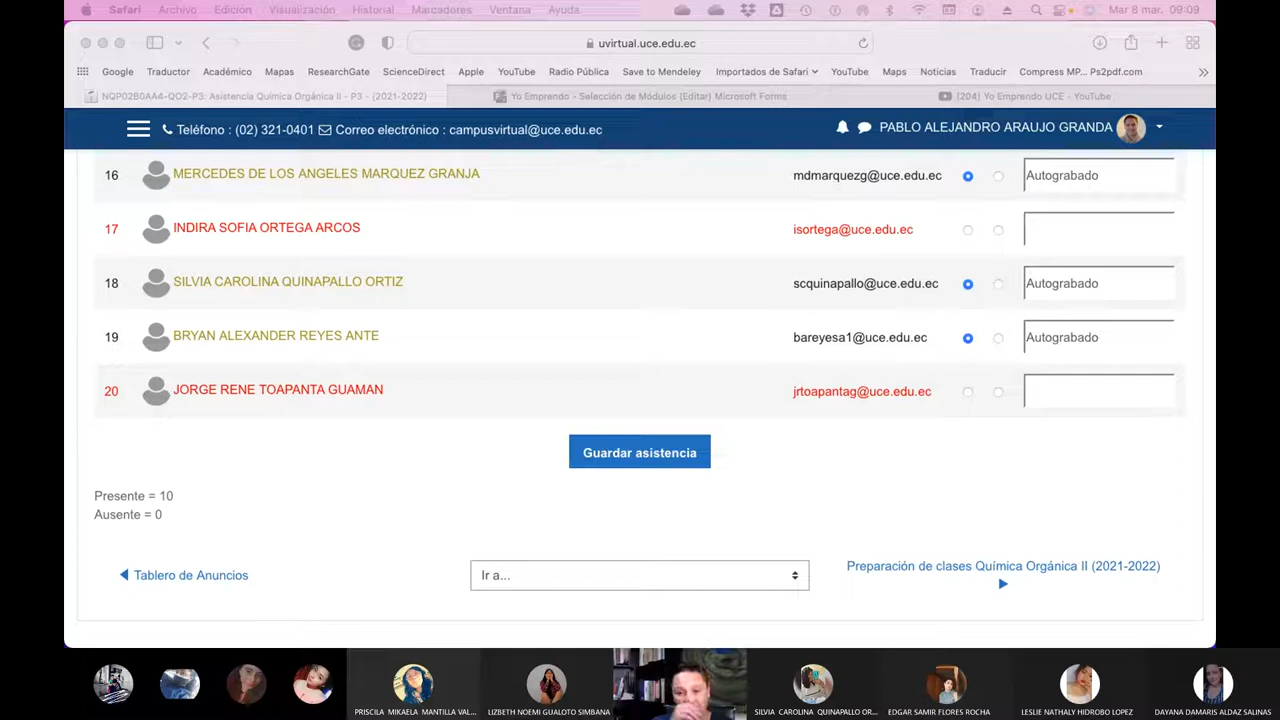 Safari Archivo Edición Visualización Historial Marcadores Ventana Ayuda Mar 8 mar. 09:09
uvirtual.uce.edu.ec
Google Traductor Académico Mapas ResearchGate ScienceDirect Apple YouTube Radio Pública Save to Mendeley Importados de Safari YouTube Maps Noticias Traducir Compress MP... Ps2pdf.com
NQP02B0AA4-QO2-P3: Asistencia Química Orgánica II - P3 - (2021-2022) Yo Emprendo - Selección de Módulos (Editar) Microsoft Forms (204) Yo Emprendo UCE - YouTube
Teléfono : (02) 321-0401 Correo electrónico : campusvirtual@uce.edu.ec PABLO ALEJANDRO ARAUJO GRANDA
16 MERCEDES DE LOS ANGELES MARQUEZ GRANJA mdmarquezg@uce.edu.ec Autograbado
17 INDIRA SOFIA ORTEGA ARCOS isortega@uce.edu.ec
18 SILVIA CAROLINA QUINAPALLO ORTIZ scquinapallo@uce.edu.ec Autograbado
19 BRYAN ALEXANDER REYES ANTE bareyesa1@uce.edu.ec Autograbado
20 JORGE RENE TOAPANTA GUAMAN jrtoapantag@uce.edu.ec
Guardar asistencia
Presente = 10
Ausente = 0
Tablero de Anuncios Ir a... Preparación de clases Química Orgánica II (2021-2022)
PRISCILA MIKAELA MANTILLA VAL... LIZBETH NOEMI GUALOTO SIMBANA SILVIA CAROLINA QUINAPALLO OR... EDGAR SAMIR FLORES ROCHA LESLIE NATHALY HIDROBO LOPEZ DAYANA DAMARIS ALDAZ SALINAS